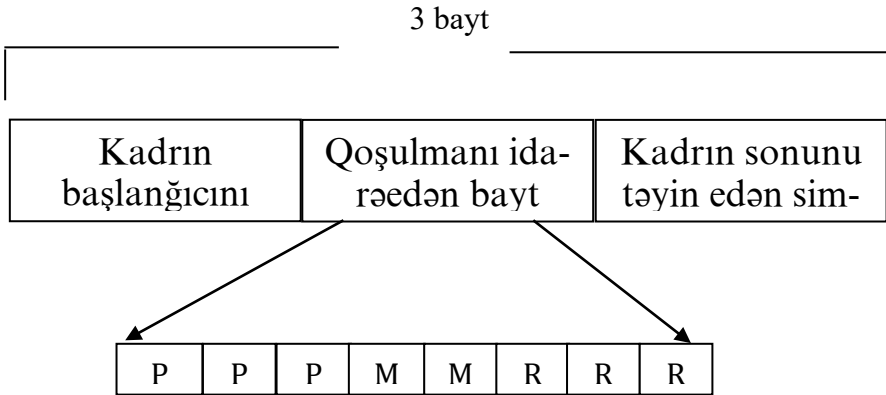 3 bayt
Kadrın
başlanğıcını
Qoşulmanı ida-
rəedən bayt
Kadrın sonunu
təyin edən sim-
P P P M M R R R